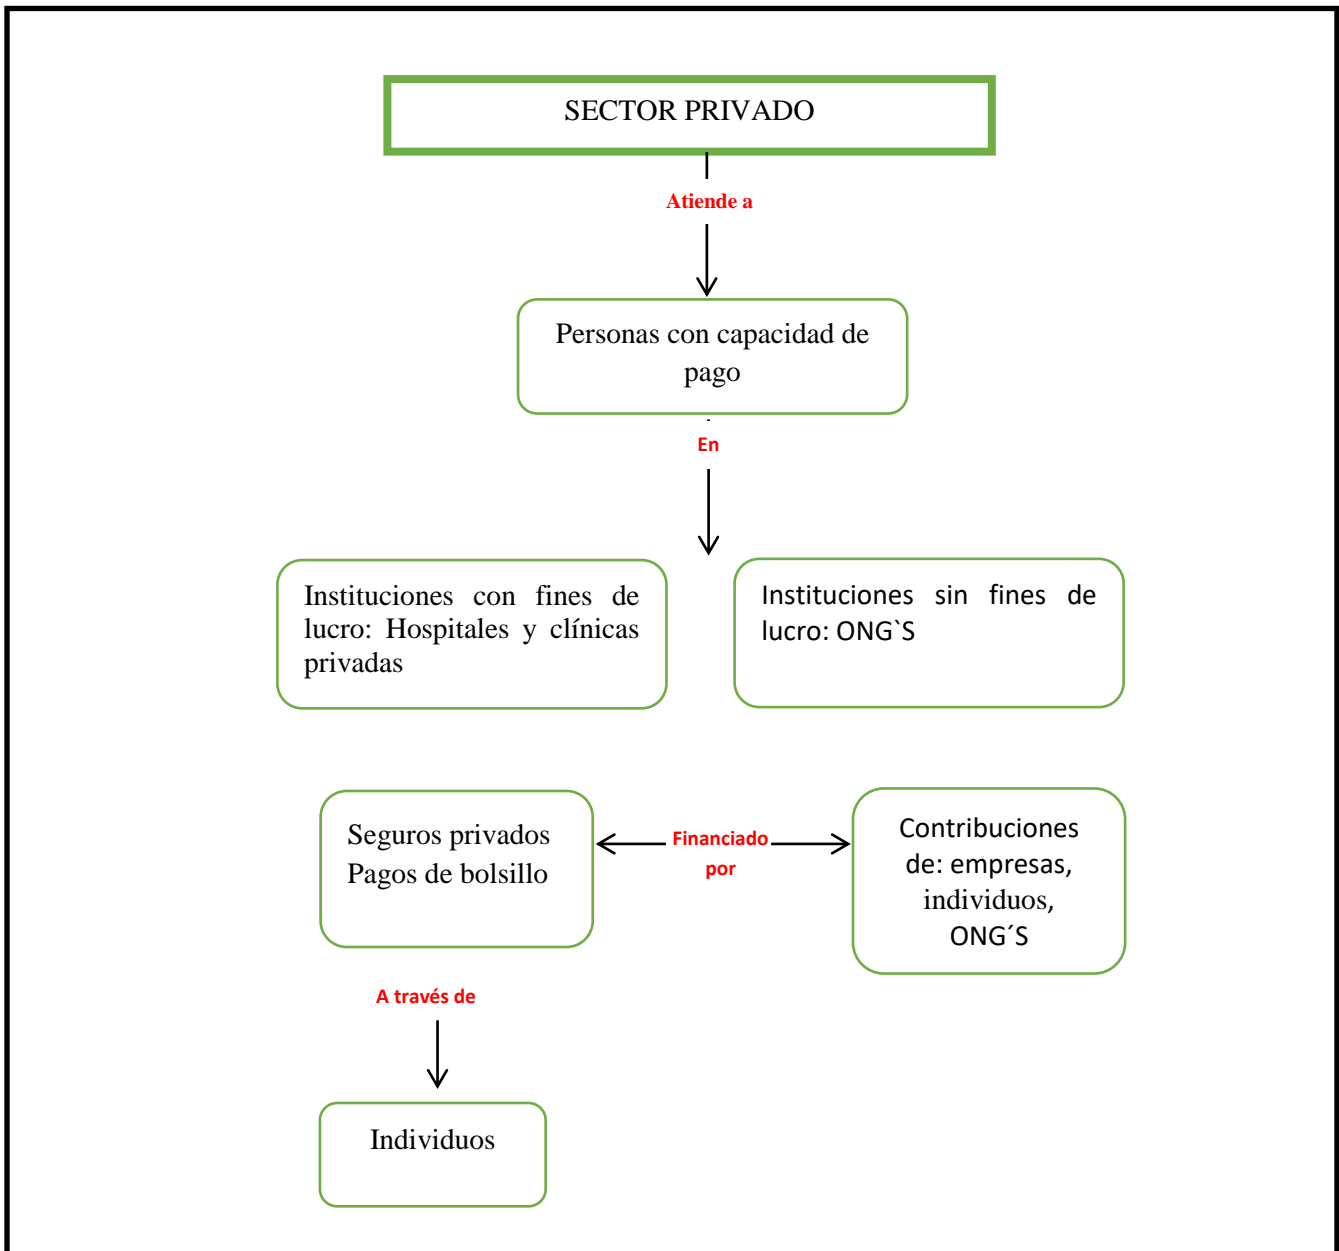 SECTOR PRIVADO
Atiende a
Personas con capacidad de
pago
En
Instituciones con fines de
lucro: Hospitales y clínicas
privadas
Instituciones sin fines de
lucro: ONG`S
Seguros privados
Pagos de bolsillo
Financiado
por
Contribuciones
de: empresas,
individuos,
ONG´S
A través de
Individuos